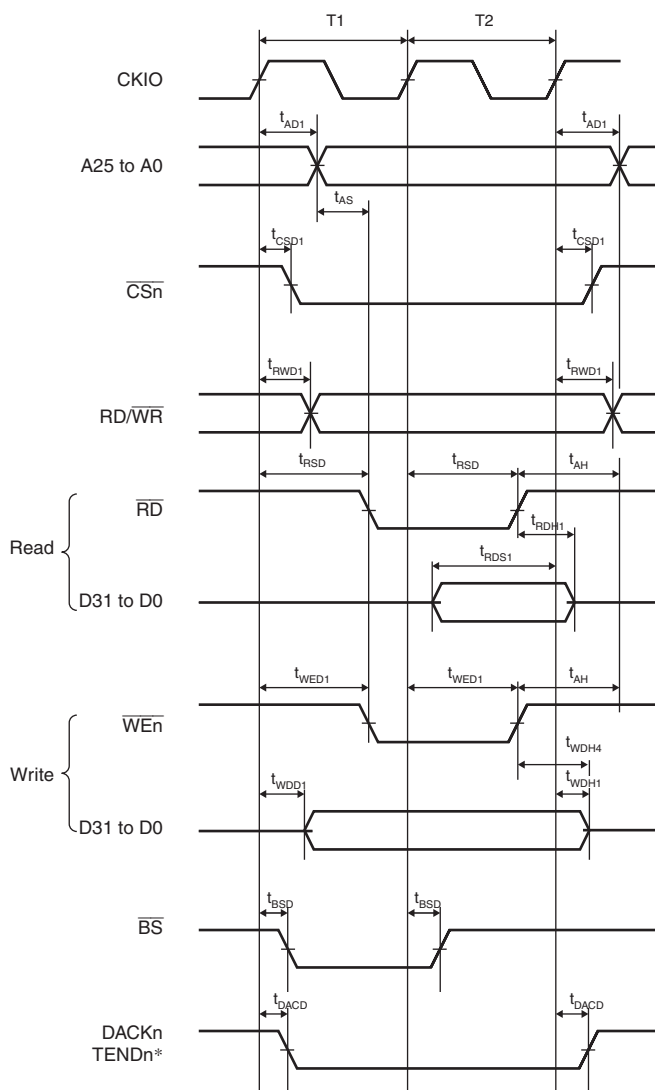 T1 T2
CKIO
tAD1 tAD1
A25 to A0
tAS
tCSD1 tCSD1
CSn
tRWD1 tRWD1
RD/WR
tRSD tRSD tAH
RD
tRDH1
Read
tRDS1
D31 to D0
tWED1 tWED1 tAH
WEn
tWDH4
Write
tWDD1 tWDH1
D31 to D0
tBSD tBSD
BS
tDACD tDACD
DACKn
TENDn*